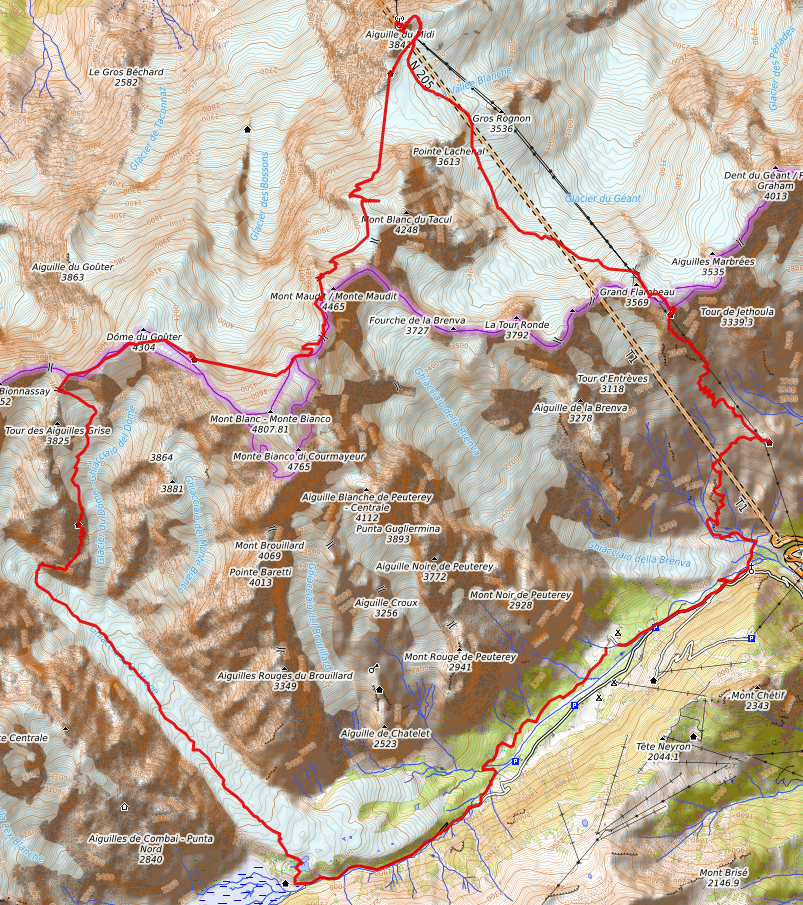 Aiguille du Midi
3842
N 205
Le Gros Béchard
2582
Vallée Blanche
Glacier des Périades
Glacier de Taconnaz
Gros Rognon
3536
Pointe Lachenal
3613
Glacier des Bossons
Dent du Géant / P
Graham
4013
Glacier du Géant
Mont Blanc du Tacul
4248
Aiguille du Goûter
3863
Aiguilles Marbrées
3535
Mont Maudit / Monte Maudit
4465
Grand Flambeau
3569
Tour de Jethoula
3339.3
Fourche de la Brenva
3727
La Tour Ronde
3792
Dôme du Goûter
4304
T1
Tour d'Entrèves
3118
Bionnassay
52
Aiguille de la Brenva
3278
Mont Blanc - Monte Bianco
4807.81
Tour des Aiguilles Grise
3825
Monte Bianco di Courmayeur
4765
3864
3881
Aiguille Blanche de Peuterey
- Centrale
4112
T1
Punta Gugliermina
3893
Mont Brouillard
4069
Ghiacciaio della Brenva
Pointe Baretti
4013
Aiguille Noire de Peuterey
3772
Mont Noir de Peuterey
2928
Aiguille Croux
3256
Mont Rouge de Peuterey
2941
Aiguilles Rouges du Brouillard
3349
Mont Chétif
2343
te Centrale
Aiguille de Chatelet
2523
Tête Neyron
2044.1
Aiguilles de Combal - Punta
Nord
2840
Mont Brisé
2146.9